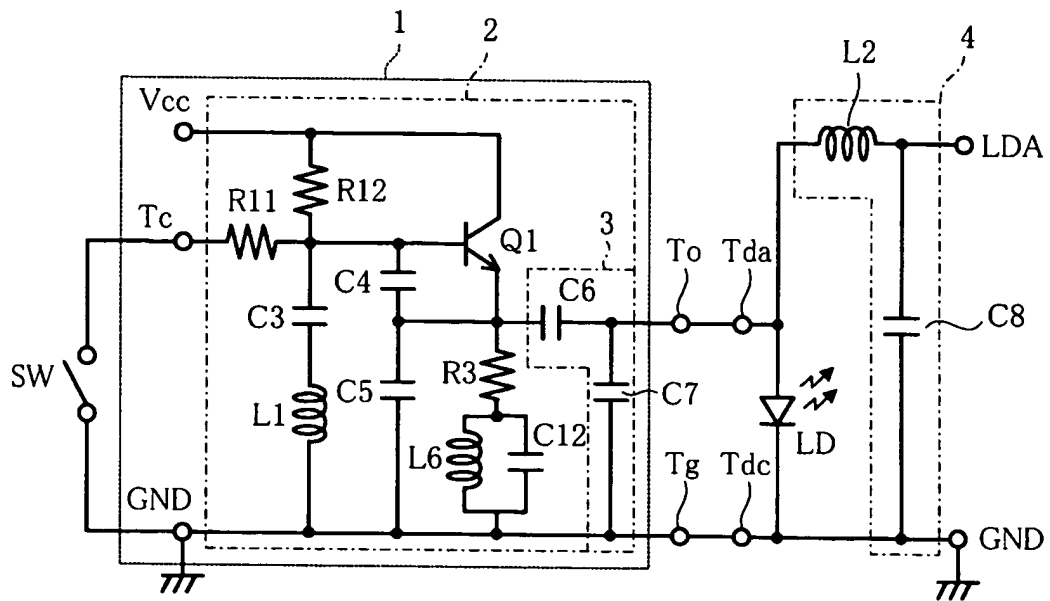 1
2
L2
4
Vcc
LDA
R12
R11
Tc
Q1
3
To
Tda
C4
C6
C3
C8
SW
R3
C5
C7
L1
LD
C12
L6
Tg
Tdc
GND
GND